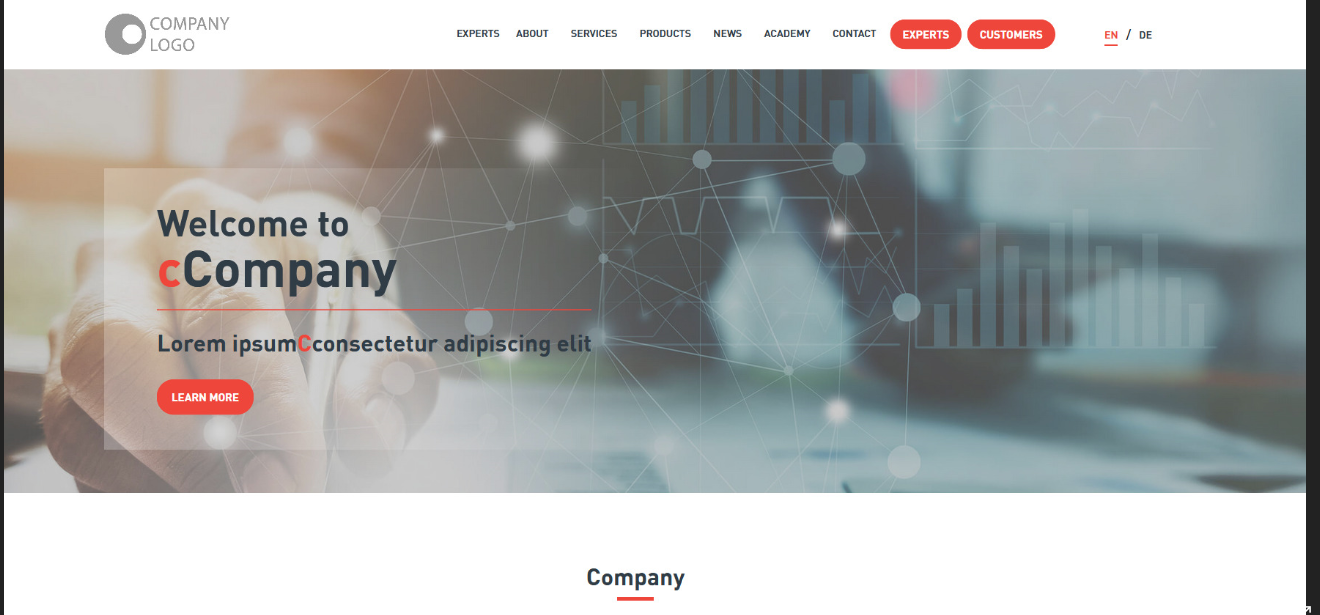 COMPANY
LOGO
EXPERTS ABOUT SERVICES PRODUCTS NEWS ACADEMY CONTACT EXPERTS CUSTOMERS EN / DE
Welcome to
cCompany
Lorem ipsumCconsectetur adipiscing elit
LEARN MORE
Company